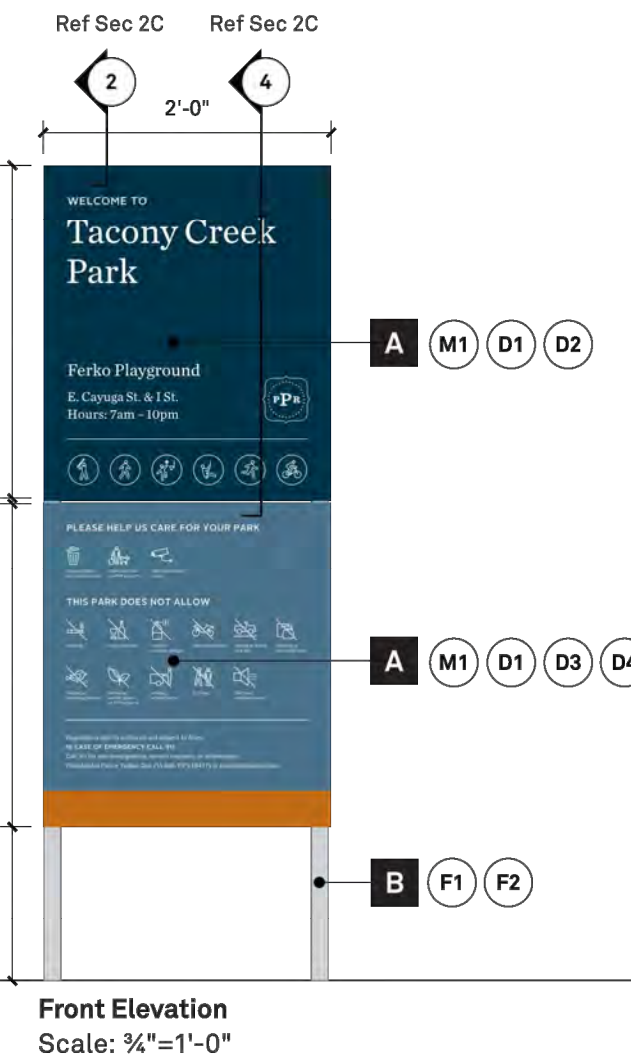 Ref Sec 2C Ref Sec 2C
2 4
2'-0"
WELCOME TO
Tacony Creek
Park
A M1 D1 D2
Ferko Playground
E. Cayuga St. & I St.
Hours: 7am – 10pm
PPR
PLEASE HELP US CARE FOR YOUR PARK
THIS PARK DOES NOT ALLOW
A M1 D1 D3 D4
IN CASE OF EMERGENCY CALL 911
B F1 F2
Front Elevation
Scale: ¾"=1'-0"